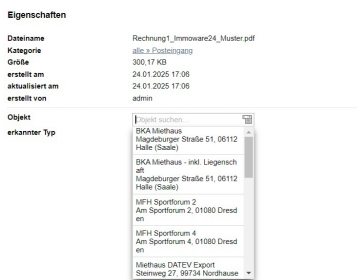 Eigenschaften
Dateiname Rechnung1_Immoware24_Muster.pdf
Kategorie alle » Posteingang
Größe 300,17 KB
erstellt am 24.01.2025 17:06
aktualisiert am 24.01.2025 17:06
erstellt von admin
Objekt Objekt suchen...
erkannter Typ
BKA Miethaus
Magdeburger Straße 51, 06112
Halle (Saale)
BKA Miethaus - inkl. Liegensch
aft
Magdeburger Straße 51, 06112
Halle (Saale)
MFH Sportforum 2
Am Sportforum 2, 01080 Dresd
en
MFH Sportforum 4
Am Sportforum 4, 01080 Dresd
en
Miethaus DATEV Export
Steinweg 27, 99734 Nordhause